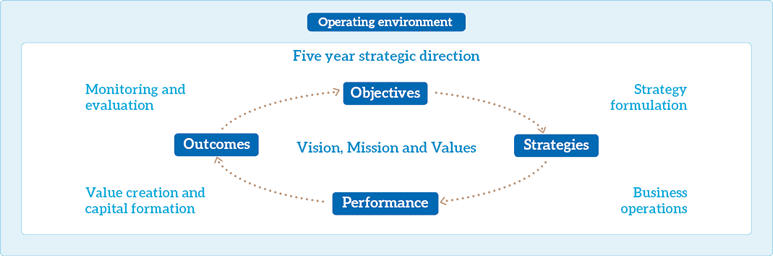 Operating environment
Five year strategic direction
Monitoring and
evaluation
Objectives
Strategy
formulation
Outcomes
Vision, Mission and Values
Strategies
Value creation and
capital formation
Performance
Business
operations